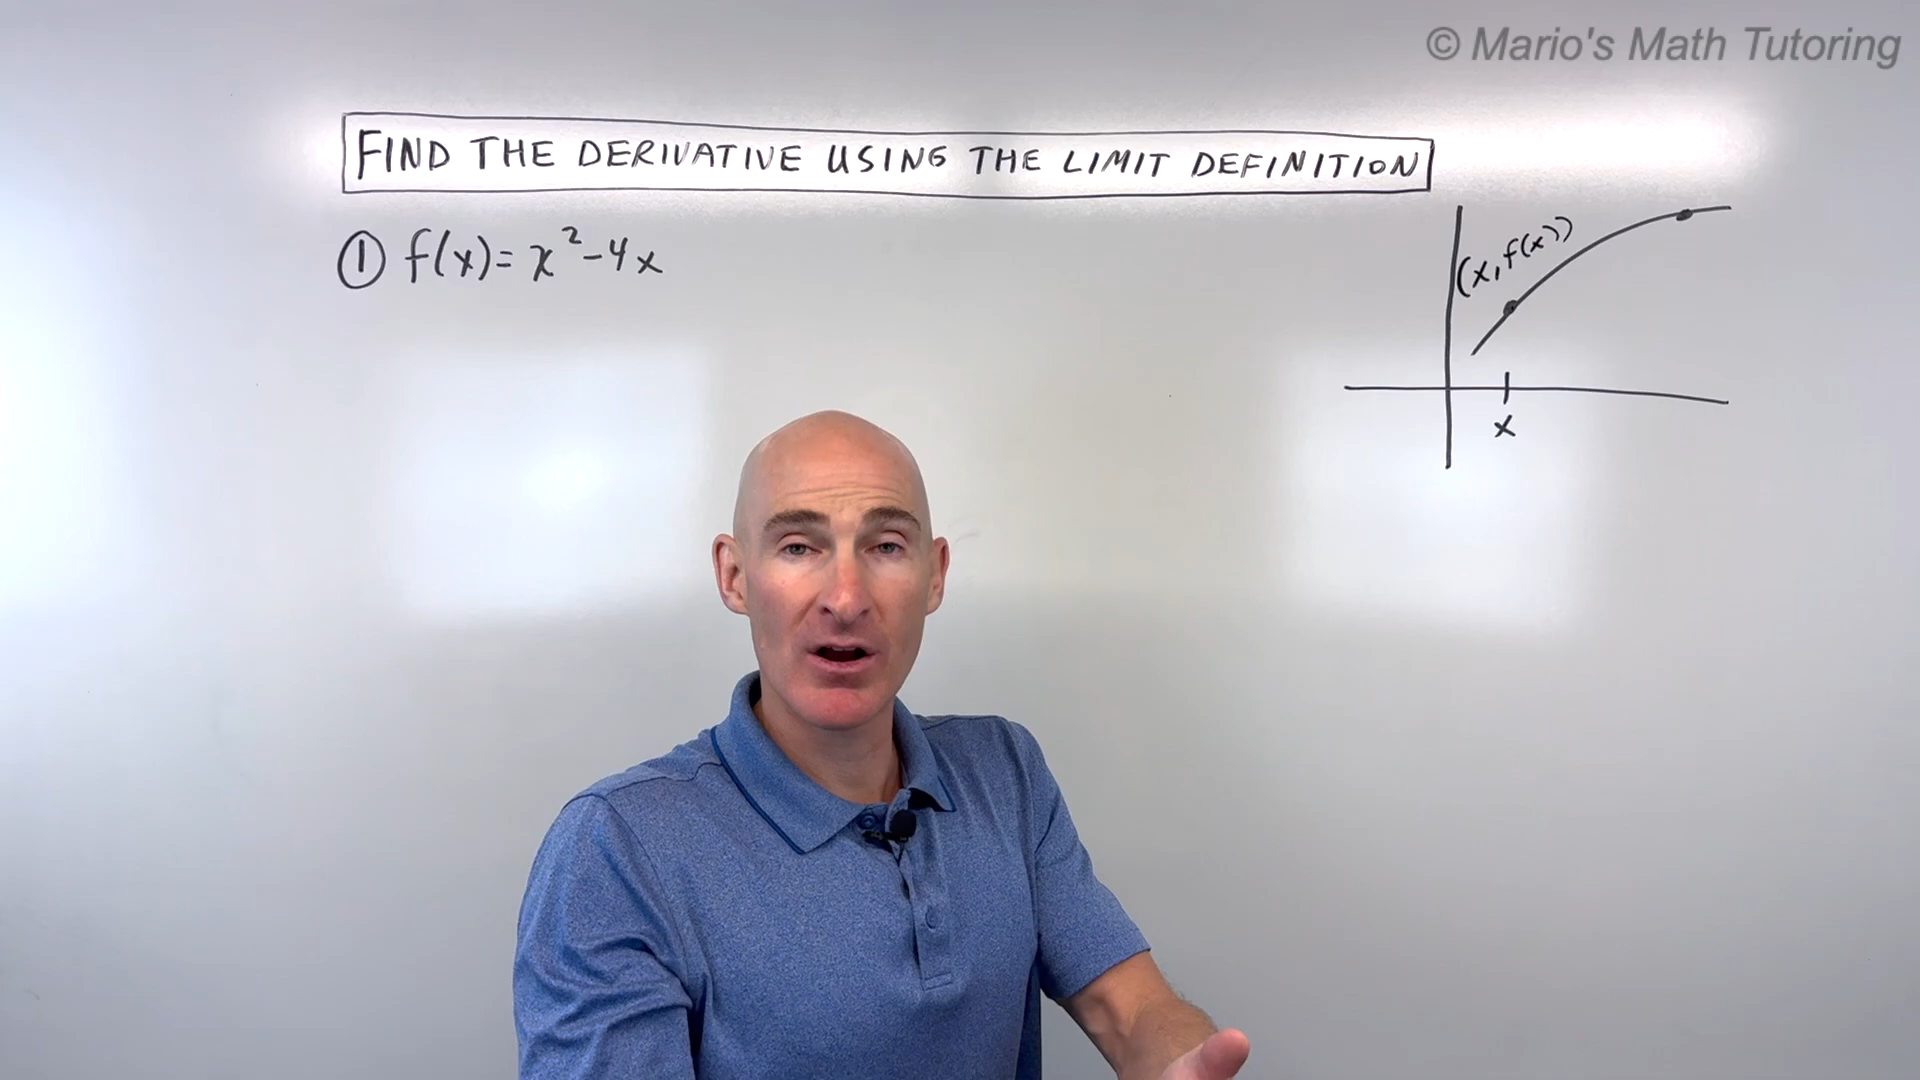 © Mario's Math Tutoring
FIND THE DERIVATIVE USING THE LIMIT DEFINITION
① f(x)= x²-4x
(x, f(x))
x